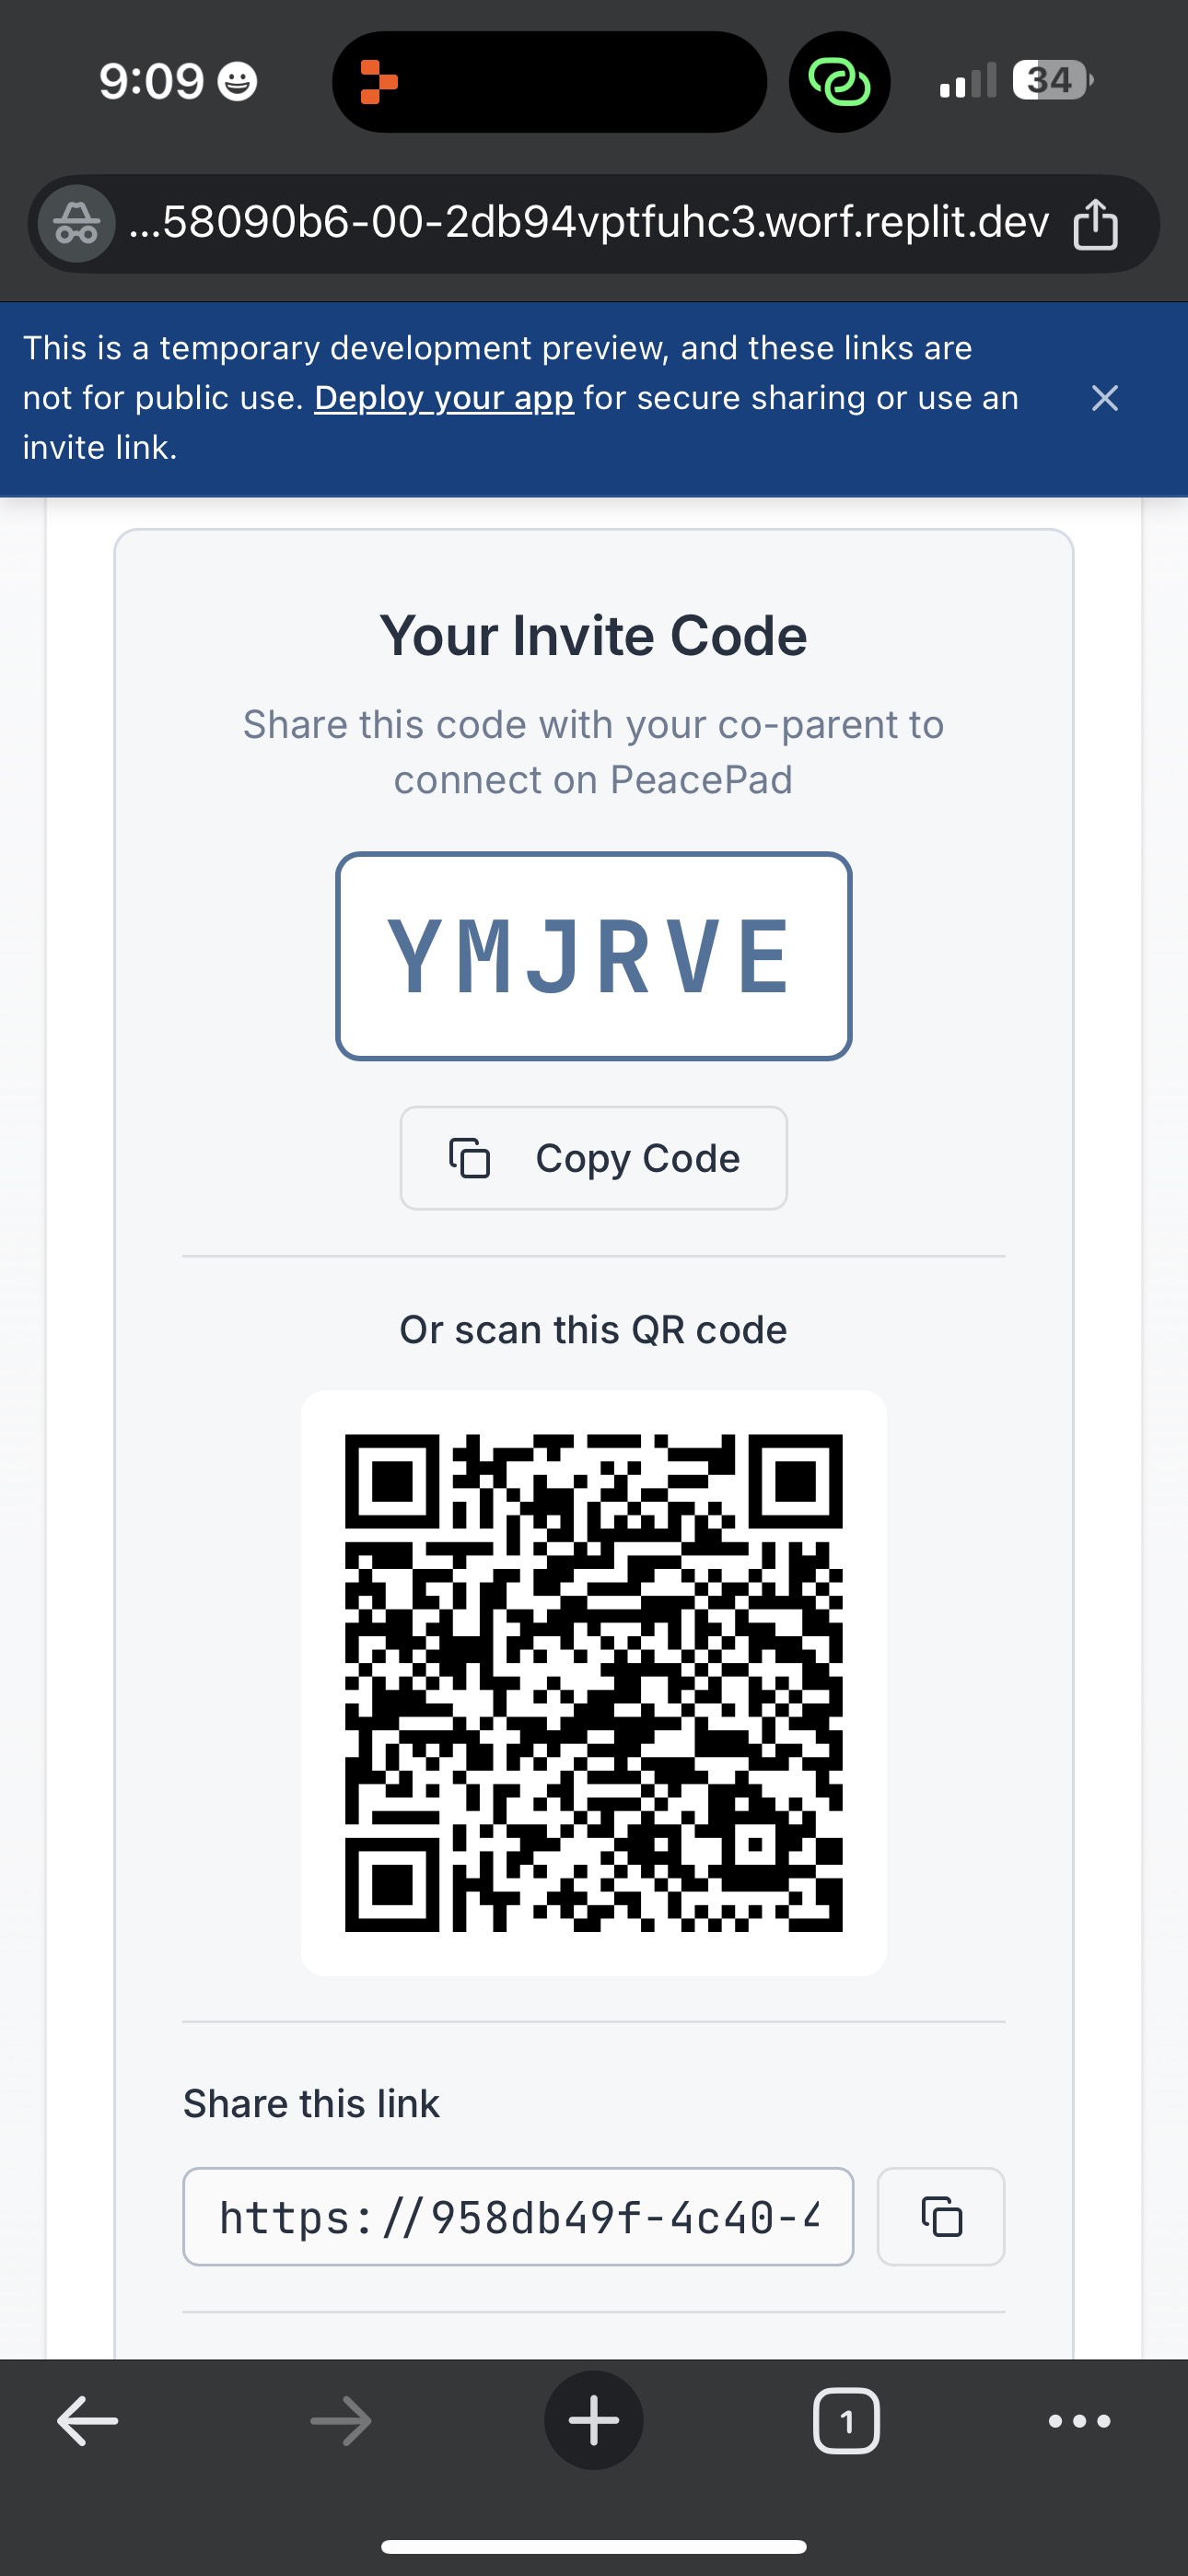 9:09
34
...58090b6-00-2db94vptfuhc3.worf.replit.dev
This is a temporary development preview, and these links are
not for public use. Deploy your app for secure sharing or use an
invite link.
Your Invite Code
Share this code with your co-parent to
connect on PeacePad
YMJRVE
Copy Code
Or scan this QR code
Share this link
https://958db49f-4c40-4
1